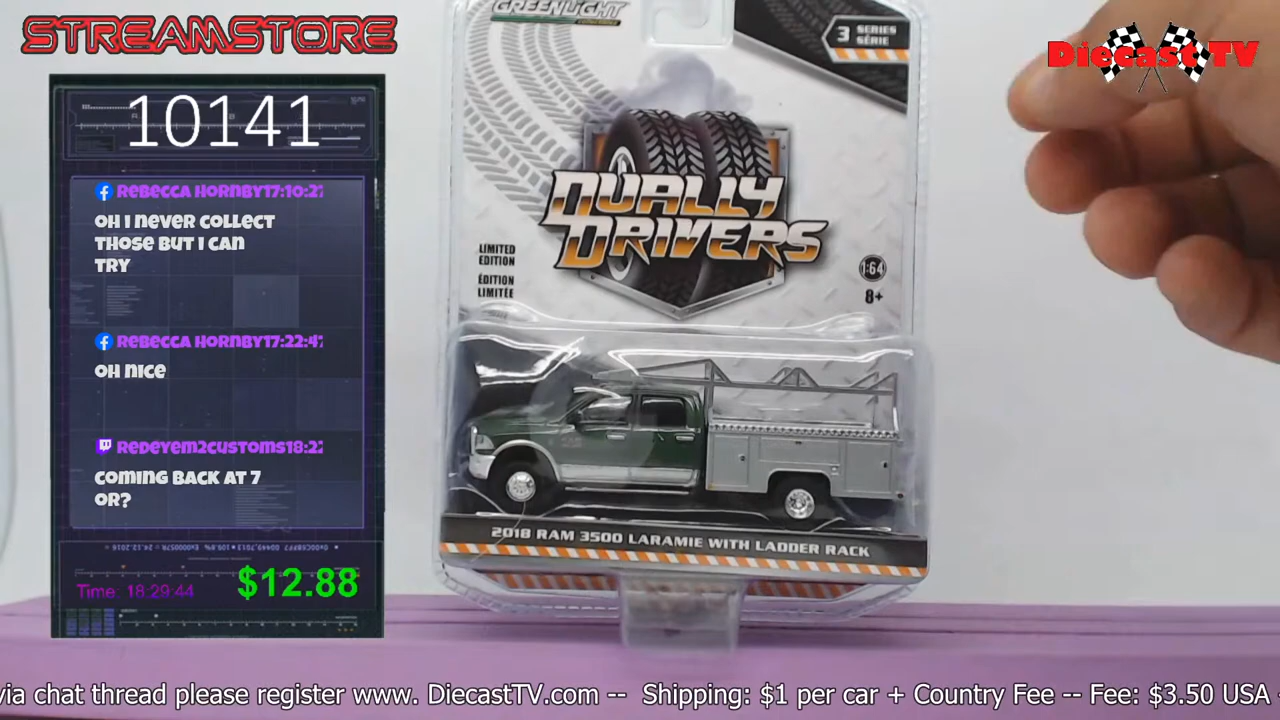 STREAMSTORE
10141
Rebecca Hornby17:10:2
OH I never COLLECT
THOSE BUT I CAN
TRY
Rebecca Hornby17:22:4
OH nice
Redeyem2customs18:2
COMING BACK AT 7
OR?
Time: 18:29:44
$12.88
GREENLIGHT
3 SERIES
SÉRIE
Diecast TV
DUALLY
DRIVERS
LIMITED
EDITION
ÉDITION
LIMITÉE
1:64
8+
2018 RAM 3500 LARAMIE WITH LADDER RACK
via chat thread please register www. DiecastTV.com -- Shipping: $1 per car + Country Fee -- Fee: $3.50 USA